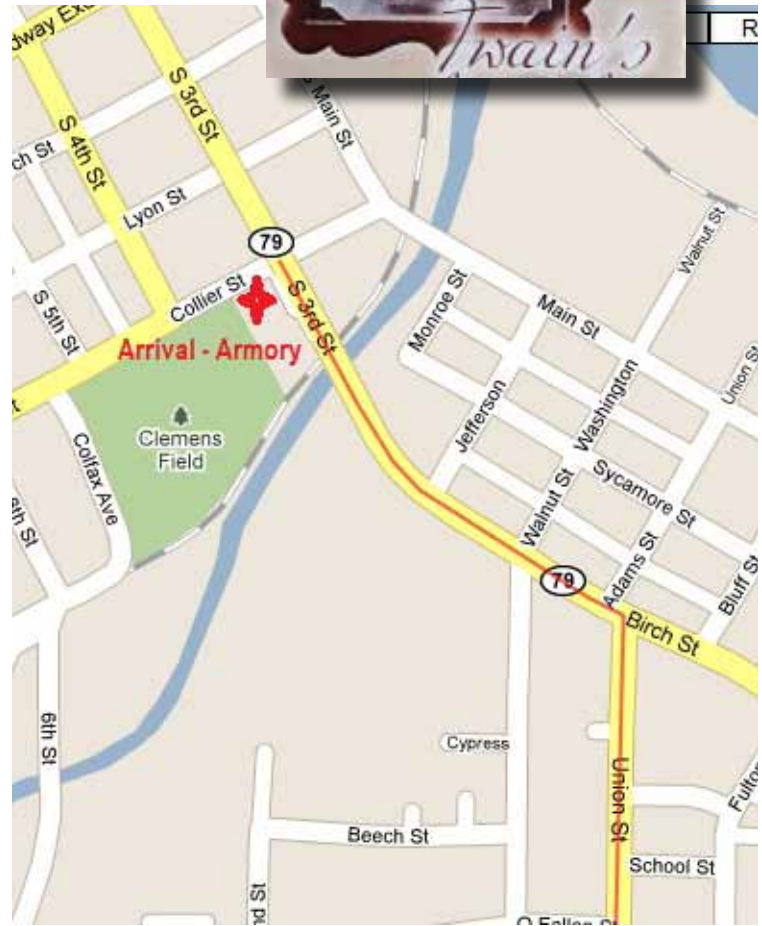 Twain's
R
S 3rd St
S 4th St
Main St
Lyon St
79
Walnut St
S 5th St
Collier St
S 3rd St
Monroe St
Main St
Arrival - Armory
Union St
Jefferson
Washington
Clemens
Field
Colfax Ave
Sycamore St
Walnut St
Adams St
79
Bluff St
Birch St
6th St
Cypress
Union St
Fulton
Beech St
School St